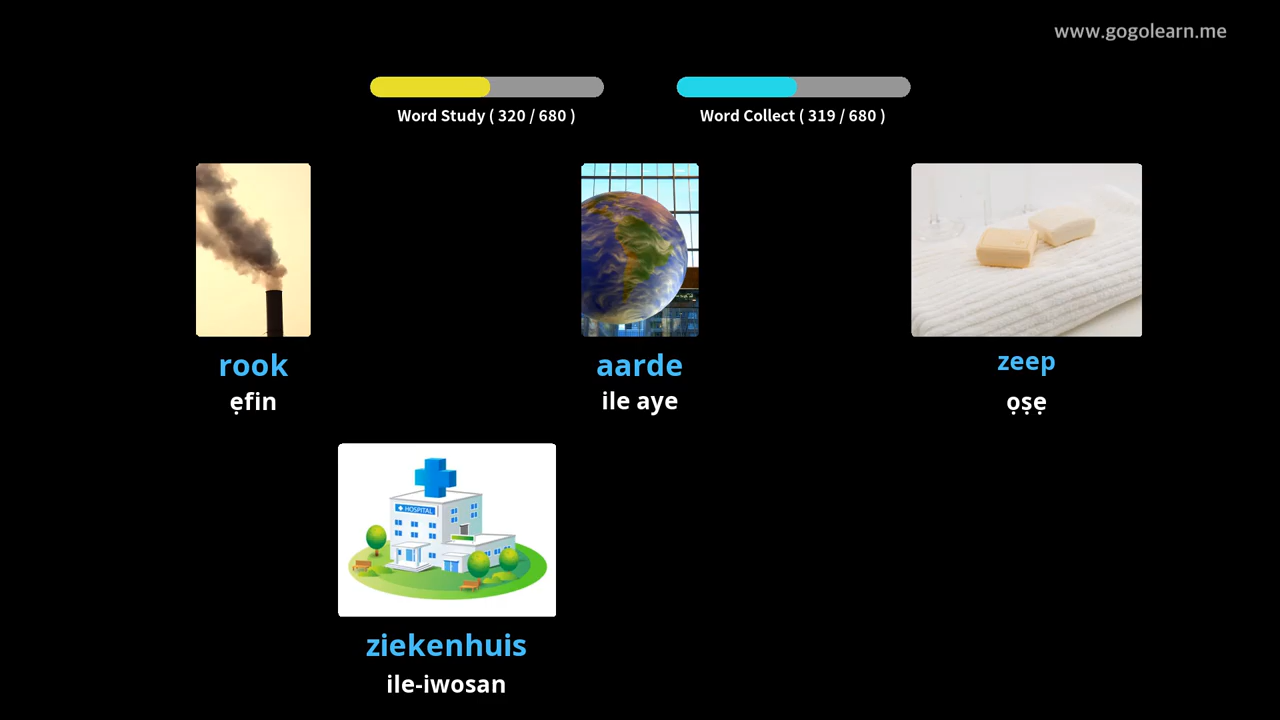 www.gogolearn.me
Word Study ( 320 / 680 )
Word Collect ( 319 / 680 )
rook
aarde
zeep
ẹfin
ile aye
ọṣẹ
HOSPITAL
ziekenhuis
ile-iwosan